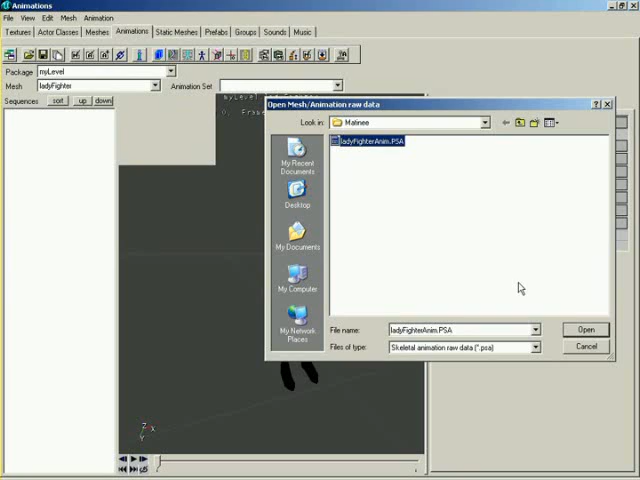 Animations
File View Edit Mesh Animation
Textures Actor Classes Meshes Animations Static Meshes Prefabs Groups Sounds Music
Package myLevel
Mesh ladyFighter Animation Set
Sequences sort up down
Open Mesh/Animation raw data
Look in: Matinee
ladyFighterAnim.PSA
My Recent
Documents
Desktop
My Documents
My Computer
My Network
Places
File name: ladyFighterAnim.PSA Open
Files of type: Skeletal animation raw data (*.psa) Cancel
Z X
Y